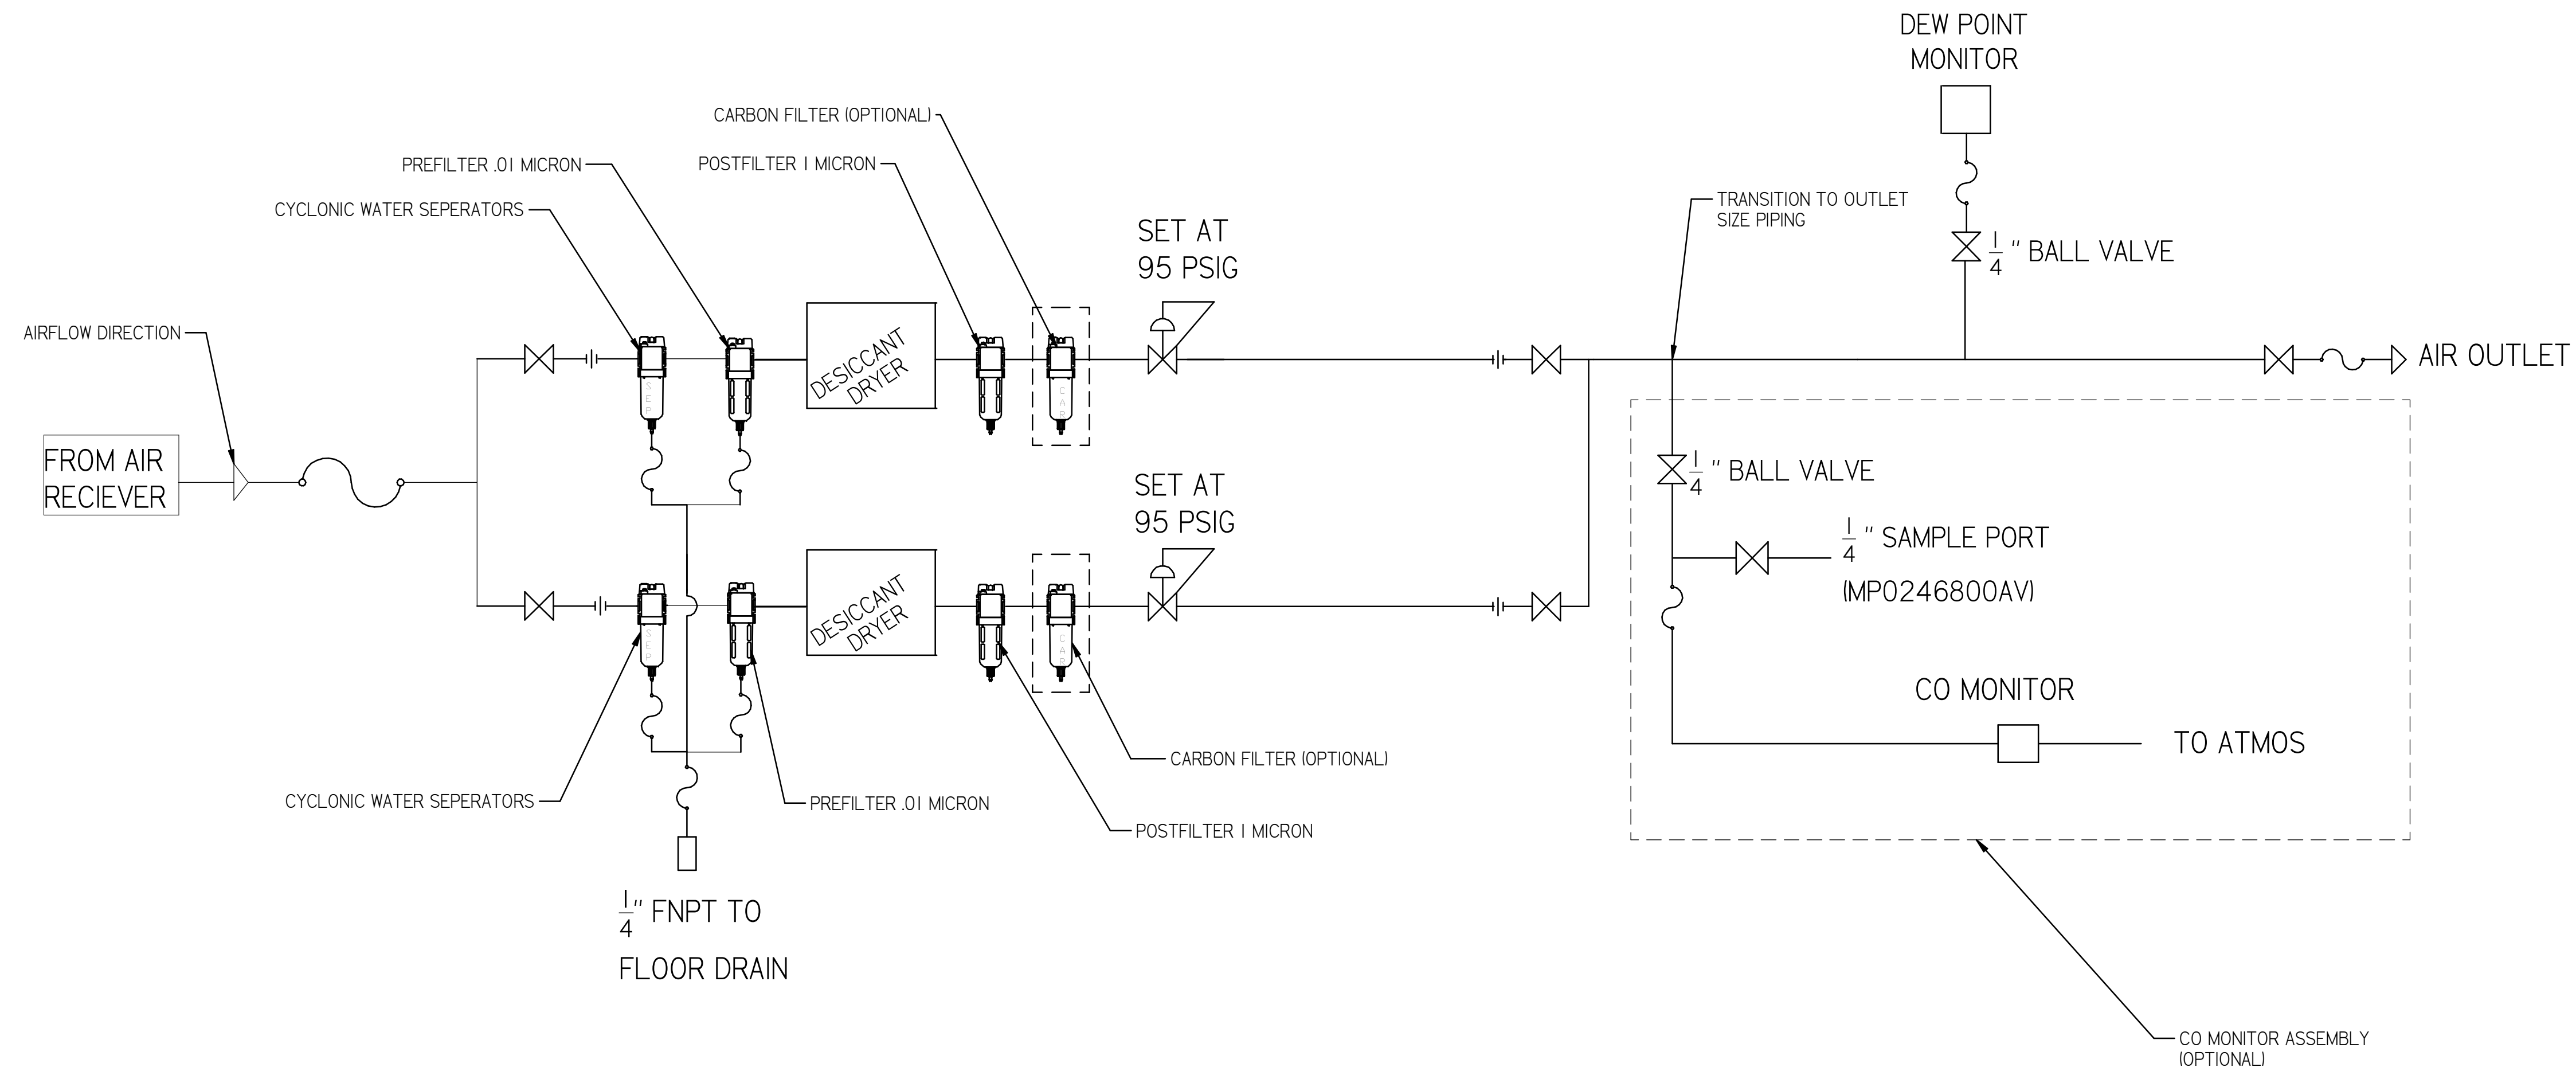 DEW POINT
MONITOR
CARBON FILTER (OPTIONAL)
PREFILTER .01 MICRON
POSTFILTER 1 MICRON
CYCLONIC WATER SEPERATORS
TRANSITION TO OUTLET
SIZE PIPING
SET AT
95 PSIG
1/4 " BALL VALVE
AIRFLOW DIRECTION
DESICCANT
DRYER
SEP
CAR
AIR OUTLET
FROM AIR
RECIEVER
1/4 " BALL VALVE
SET AT
95 PSIG
1/4 " SAMPLE PORT
(MP0246800AV)
DESICCANT
DRYER
SEP
CAR
CO MONITOR
TO ATMOS
CARBON FILTER (OPTIONAL)
CYCLONIC WATER SEPERATORS
PREFILTER .01 MICRON
POSTFILTER 1 MICRON
1/4" FNPT TO
FLOOR DRAIN
CO MONITOR ASSEMBLY
(OPTIONAL)